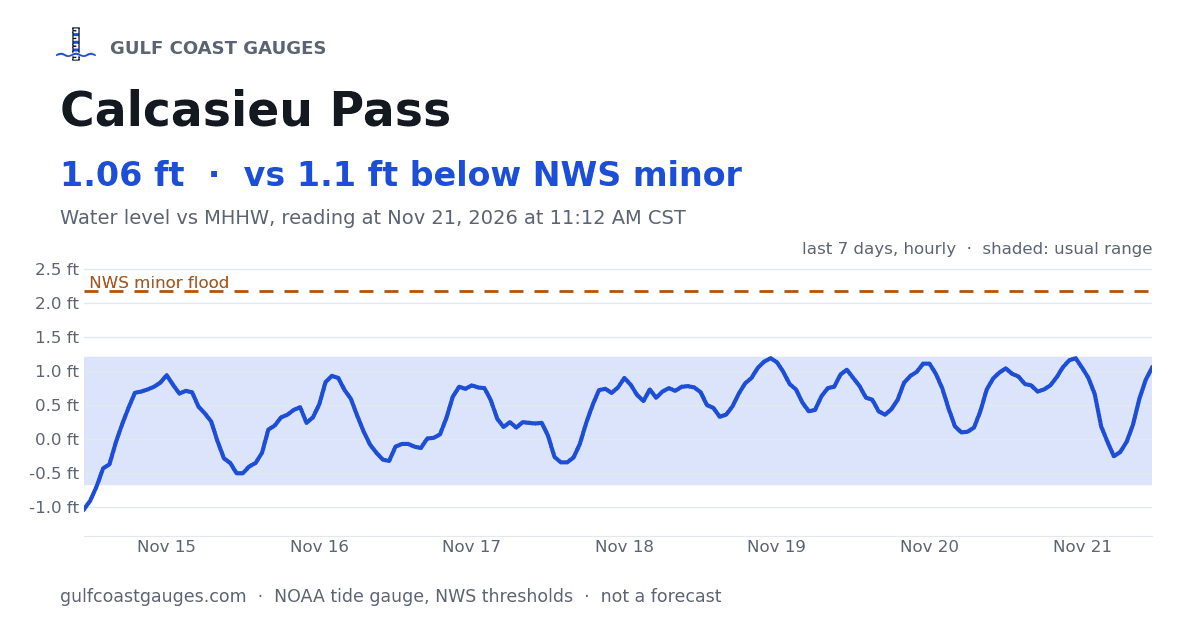 GULF COAST GAUGES
Calcasieu Pass
1.06 ft · vs 1.1 ft below NWS minor
Water level vs MHHW, reading at Nov 21, 2026 at 11:12 AM CST
last 7 days, hourly · shaded: usual range
2.5 ft
NWS minor flood
2.0 ft
1.5 ft
1.0 ft
0.5 ft
0.0 ft
-0.5 ft
-1.0 ft
Nov 15 Nov 16 Nov 17 Nov 18 Nov 19 Nov 20 Nov 21
gulfcoastgauges.com · NOAA tide gauge, NWS thresholds · not a forecast